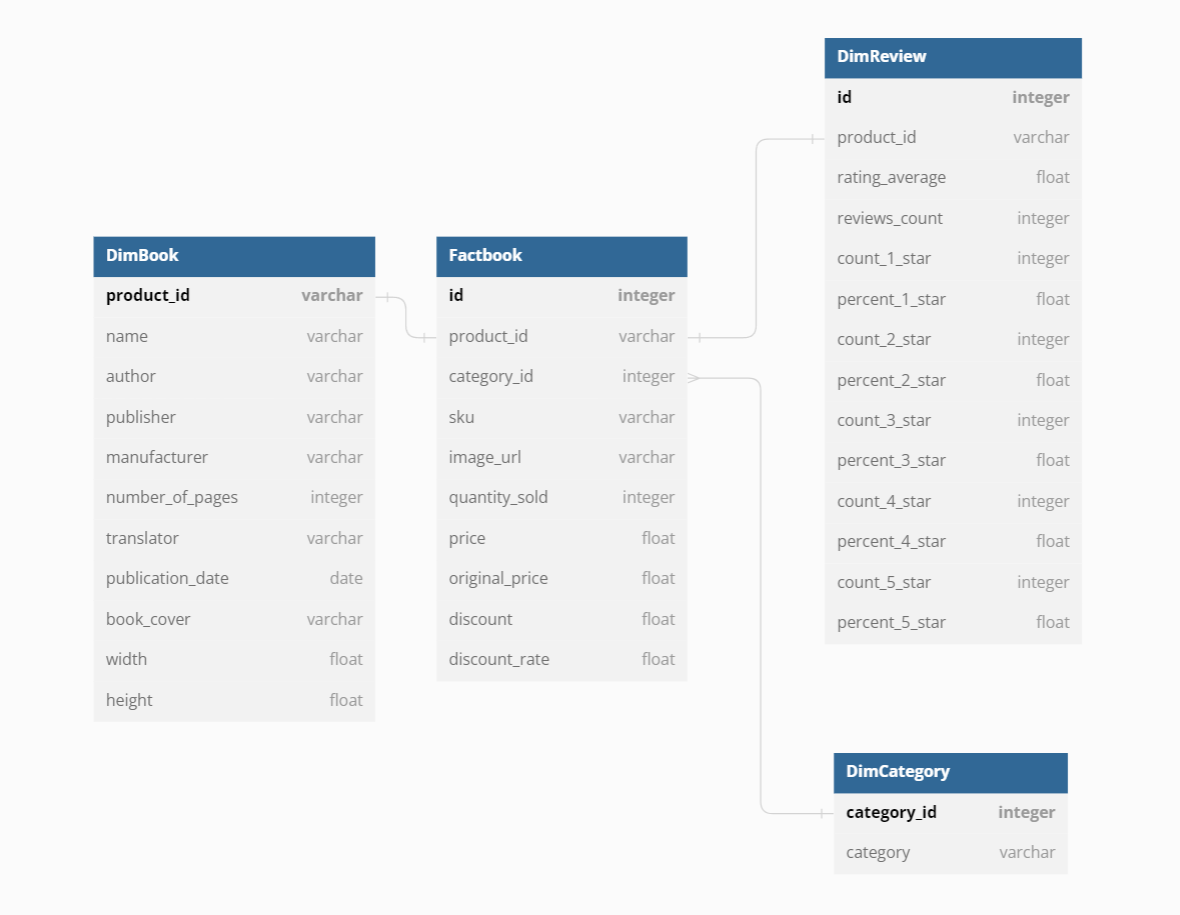 DimBook
product_id varchar
name varchar
author varchar
publisher varchar
manufacturer varchar
number_of_pages integer
translator varchar
publication_date date
book_cover varchar
width float
height float
Factbook
id integer
product_id varchar
category_id integer
sku varchar
image_url varchar
quantity_sold integer
price float
original_price float
discount float
discount_rate float
DimReview
id integer
product_id varchar
rating_average float
reviews_count integer
count_1_star integer
percent_1_star float
count_2_star integer
percent_2_star float
count_3_star integer
percent_3_star float
count_4_star integer
percent_4_star float
count_5_star integer
percent_5_star float
DimCategory
category_id integer
category varchar